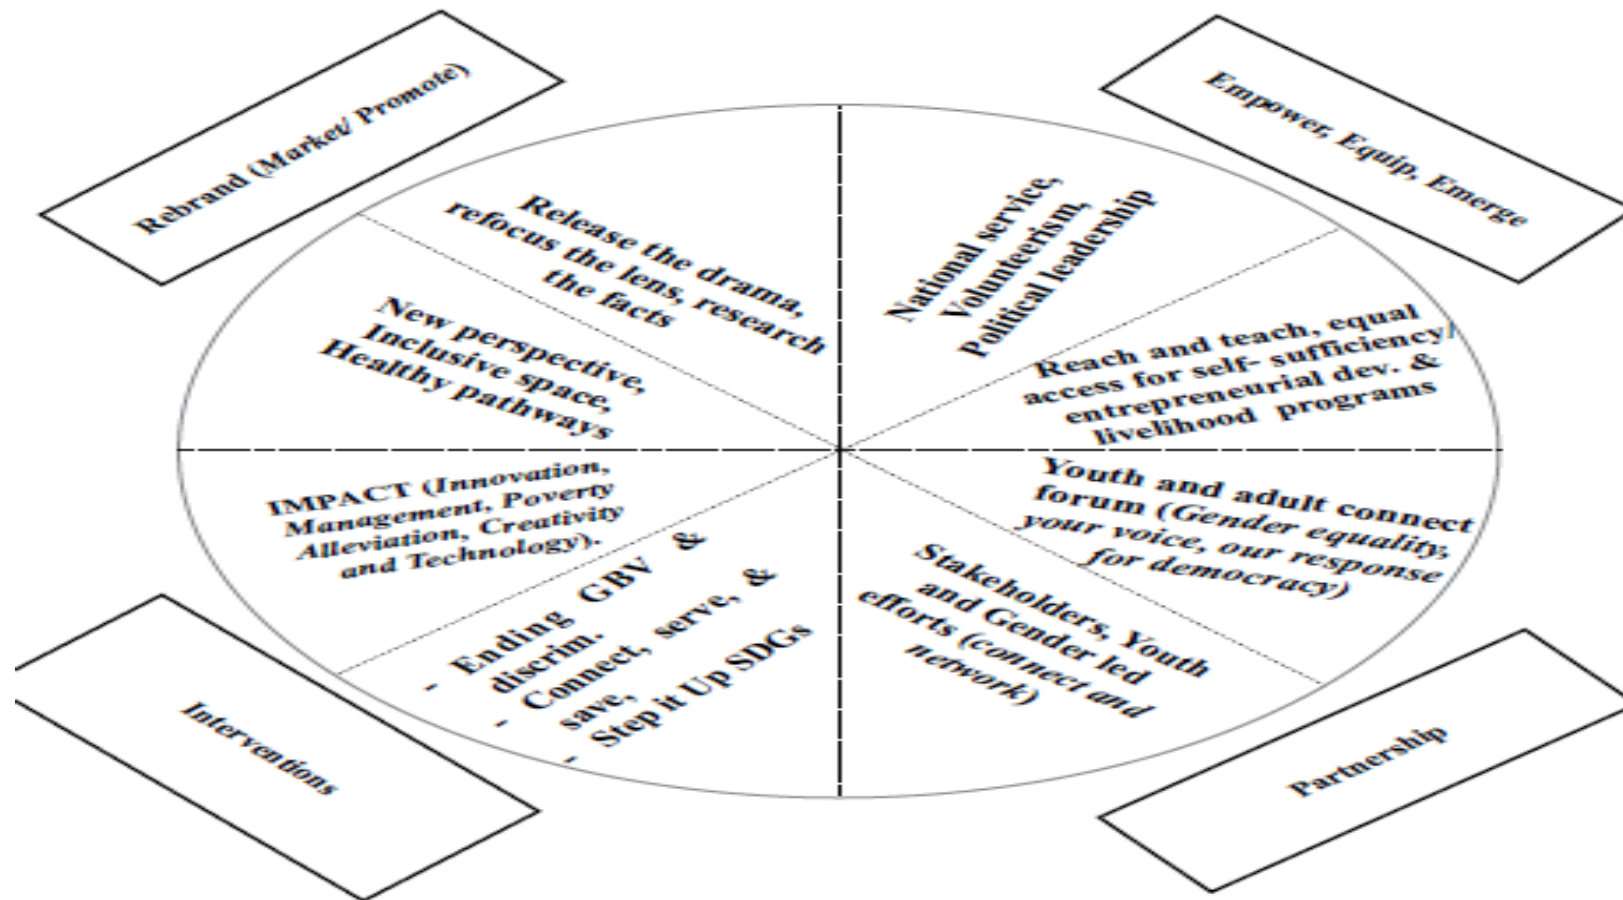 Rebrand (Market/ Promote)
Empower, Equip, Emerge
Release the drama,
refocus the lens, research
the facts
National service,
Volunteerism,
Political leadership
New perspective,
Inclusive space,
Healthy pathways
Reach and teach, equal
access for self- sufficiency/
entrepreneurial dev. &
livelihood programs
IMPACT (Innovation,
Management, Poverty
Alleviation, Creativity
and Technology).
Youth and adult connect
forum (Gender equality,
your voice, our response
for democracy)
- Ending GBV &
discrim.
- Connect, serve, &
save,
- Step it Up SDGs
Stakeholders, Youth
and Gender led
efforts (connect and
network)
Interventions
Partnership